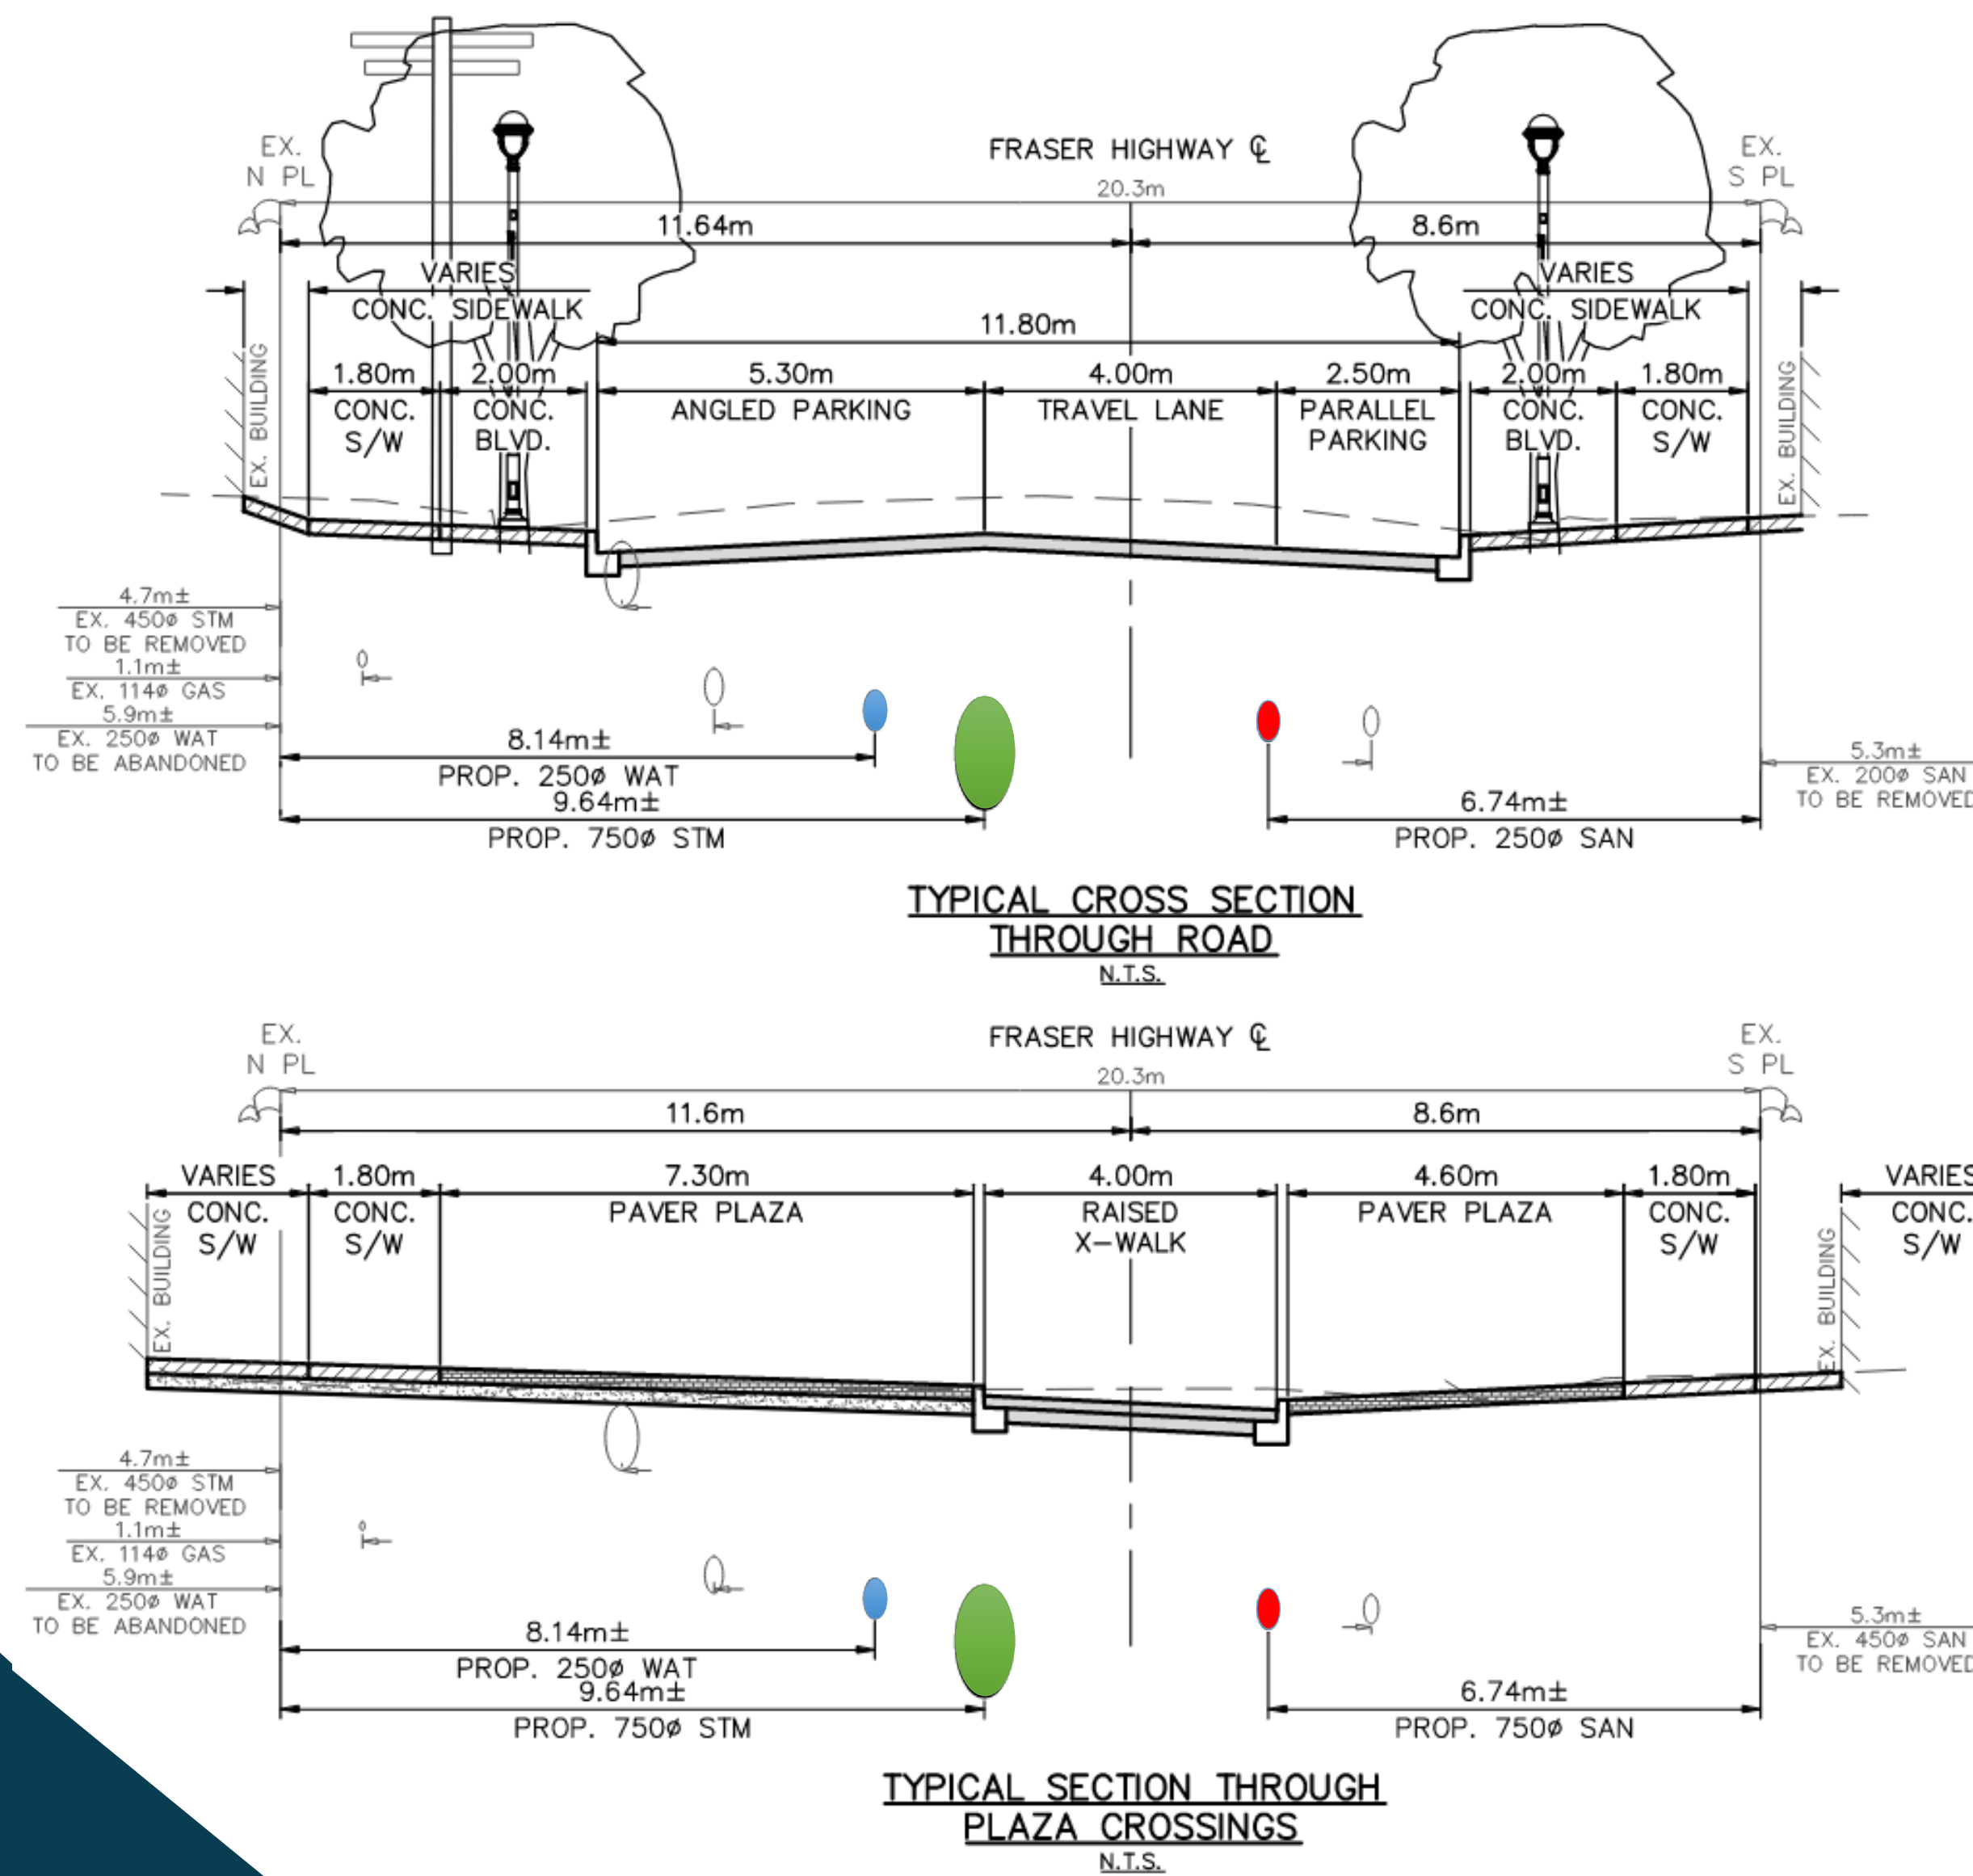 EX.
N PL
FRASER HIGHWAY ℄
EX.
S PL
20.3m
11.64m
8.6m
VARIES
CONC. SIDEWALK
VARIES
CONC. SIDEWALK
11.80m
EX. BUILDING
1.80m
CONC.
S/W
2.00m
CONC.
BLVD.
5.30m
ANGLED PARKING
4.00m
TRAVEL LANE
2.50m
PARALLEL
PARKING
2.00m
CONC.
BLVD.
1.80m
CONC.
S/W
EX. BUILDING
4.7m±
EX. 450ø STM
TO BE REMOVED
1.1m±
EX. 114ø GAS
5.9m±
EX. 250ø WAT
TO BE ABANDONED
8.14m±
PROP. 250ø WAT
9.64m±
PROP. 750ø STM
6.74m±
PROP. 250ø SAN
5.3m±
EX. 200ø SAN
TO BE REMOVED
TYPICAL CROSS SECTION
THROUGH ROAD
N.T.S.
EX.
N PL
FRASER HIGHWAY ℄
EX.
S PL
20.3m
11.6m
8.6m
VARIES
CONC.
S/W
EX. BUILDING
1.80m
CONC.
S/W
7.30m
PAVER PLAZA
4.00m
RAISED
X-WALK
4.60m
PAVER PLAZA
1.80m
CONC.
S/W
EX. BUILDING
VARIES
CONC.
S/W
4.7m±
EX. 450ø STM
TO BE REMOVED
1.1m±
EX. 114ø GAS
5.9m±
EX. 250ø WAT
TO BE ABANDONED
8.14m±
PROP. 250ø WAT
9.64m±
PROP. 750ø STM
6.74m±
PROP. 750ø SAN
5.3m±
EX. 450ø SAN
TO BE REMOVED
TYPICAL SECTION THROUGH
PLAZA CROSSINGS
N.T.S.